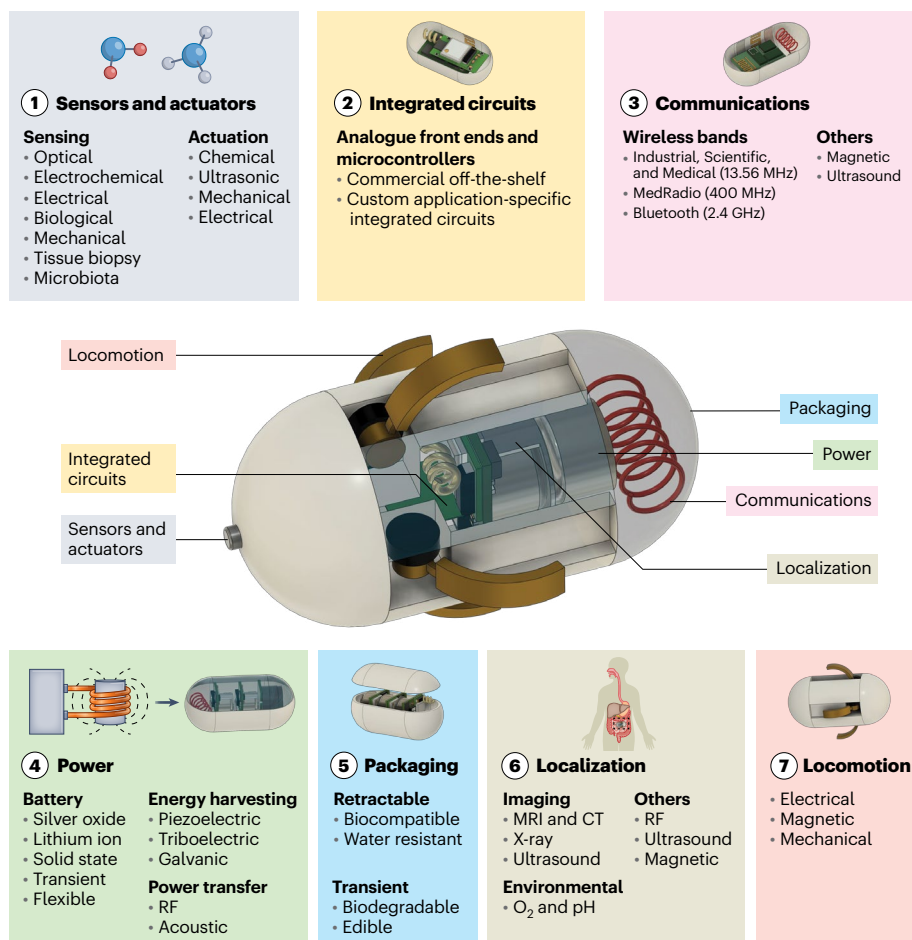 1 Sensors and actuators
Sensing
• Optical
• Electrochemical
• Electrical
• Biological
• Mechanical
• Tissue biopsy
• Microbiota
Actuation
• Chemical
• Ultrasonic
• Mechanical
• Electrical
2 Integrated circuits
Analogue front ends and
microcontrollers
• Commercial off-the-shelf
• Custom application-specific
integrated circuits
3 Communications
Wireless bands
• Industrial, Scientific,
and Medical (13.56 MHz)
• MedRadio (400 MHz)
• Bluetooth (2.4 GHz)
Others
• Magnetic
• Ultrasound
Locomotion
Integrated
circuits
Sensors and
actuators
Packaging
Power
Communications
Localization
4 Power
Battery
• Silver oxide
• Lithium ion
• Solid state
• Transient
• Flexible
Energy harvesting
• Piezoelectric
• Triboelectric
• Galvanic
Power transfer
• RF
• Acoustic
5 Packaging
Retractable
• Biocompatible
• Water resistant
Transient
• Biodegradable
• Edible
6 Localization
Imaging
• MRI and CT
• X-ray
• Ultrasound
Environmental
• O₂ and pH
Others
• RF
• Ultrasound
• Magnetic
7 Locomotion
• Electrical
• Magnetic
• Mechanical